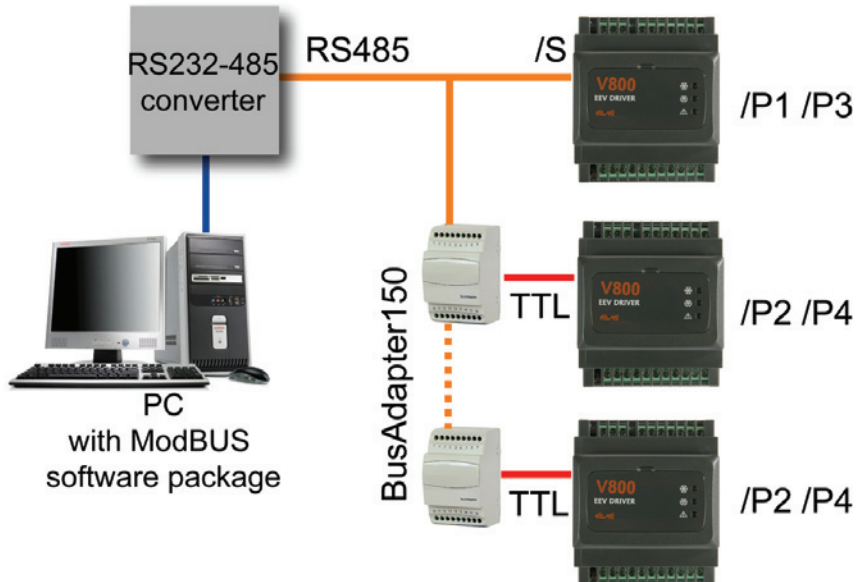 RS232-485
converter
RS485
/S
V800
EEV DRIVER
/P1 /P3
BusAdapter150
TTL
V800
EEV DRIVER
/P2 /P4
PC
with ModBUS
software package
TTL
V800
EEV DRIVER
/P2 /P4